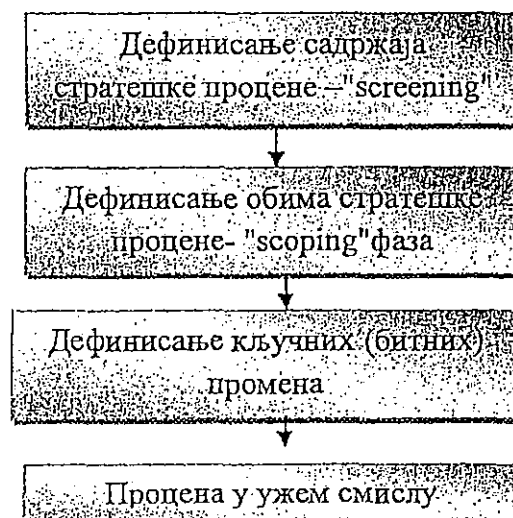 Дефинисање садржаја
стратешке процене –"screening"
Дефинисање обима стратешке
процене- "scoping" фаза
Дефинисање кључних (битних)
промена
Процена у ужем смислу